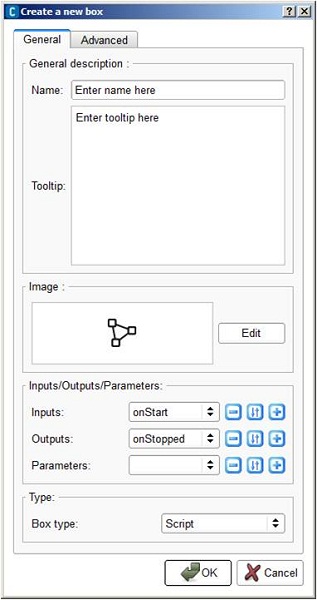 C Create a new box ? X
General Advanced
General description :
Name: Enter name here
Enter tooltip here
Tooltip:
Image :
Edit
Inputs/Outputs/Parameters:
Inputs: onStart
Outputs: onStopped
Parameters:
Type:
Box type: Script
OK Cancel